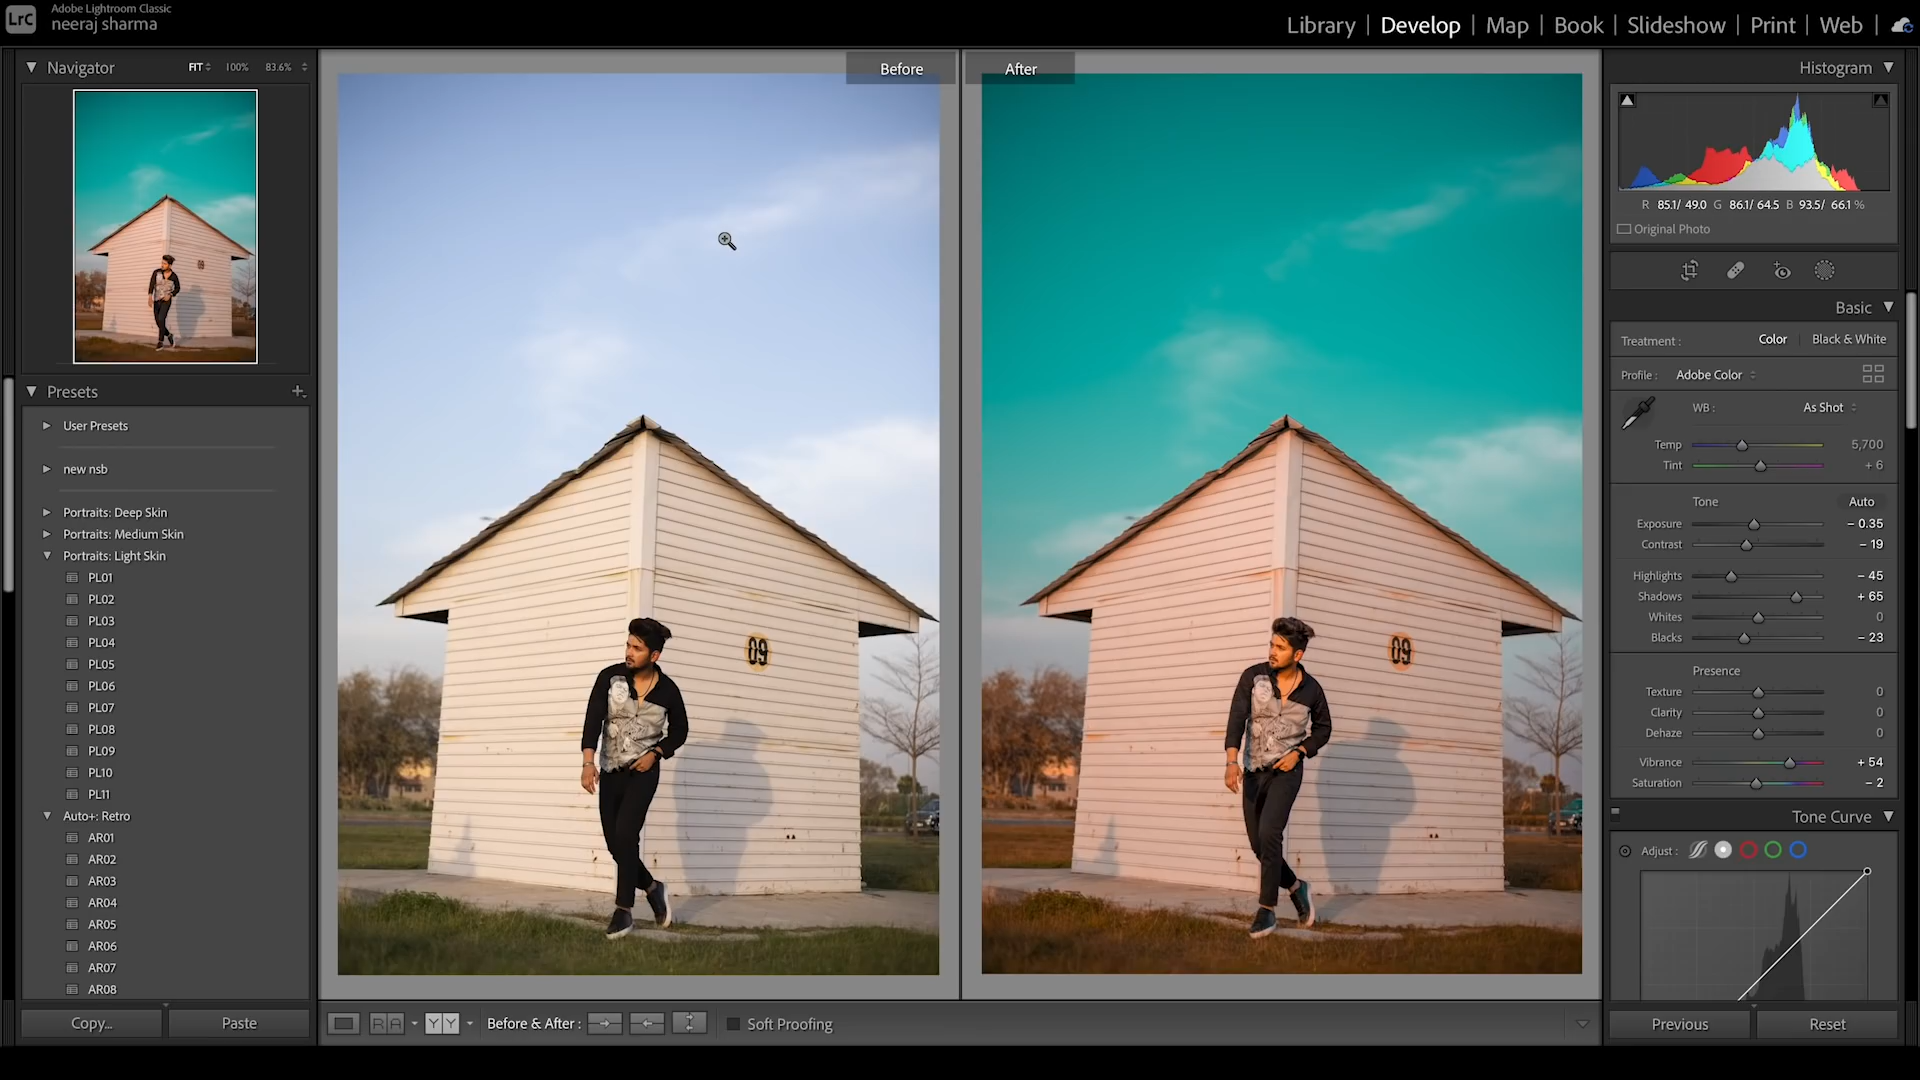 LrC
Adobe Lightroom Classic
neeraj sharma
Library | Develop | Map | Book | Slideshow | Print | Web |
Navigator
FIT
100%
83.6%
Presets
User Presets
new nsb
Portraits: Deep Skin
Portraits: Medium Skin
Portraits: Light Skin
PL01
PL02
PL03
PL04
PL05
PL06
PL07
PL08
PL09
PL10
PL11
Auto+: Retro
AR01
AR02
AR03
AR04
AR05
AR06
AR07
AR08
Copy...
Paste
Before
After
09
09
RA
YY
Before & After :
Soft Proofing
Histogram
R 85.1/ 49.0 G 86.1/ 64.5 B 93.5/ 66.1 %
Original Photo
Basic
Treatment :
Color
Black & White
Profile :
Adobe Color
WB :
As Shot
Temp
5,700
Tint
+ 6
Tone
Auto
Exposure
− 0.35
Contrast
− 19
Highlights
− 45
Shadows
+ 65
Whites
0
Blacks
− 23
Presence
Texture
0
Clarity
0
Dehaze
0
Vibrance
+ 54
Saturation
− 2
Tone Curve
Adjust :
Previous
Reset